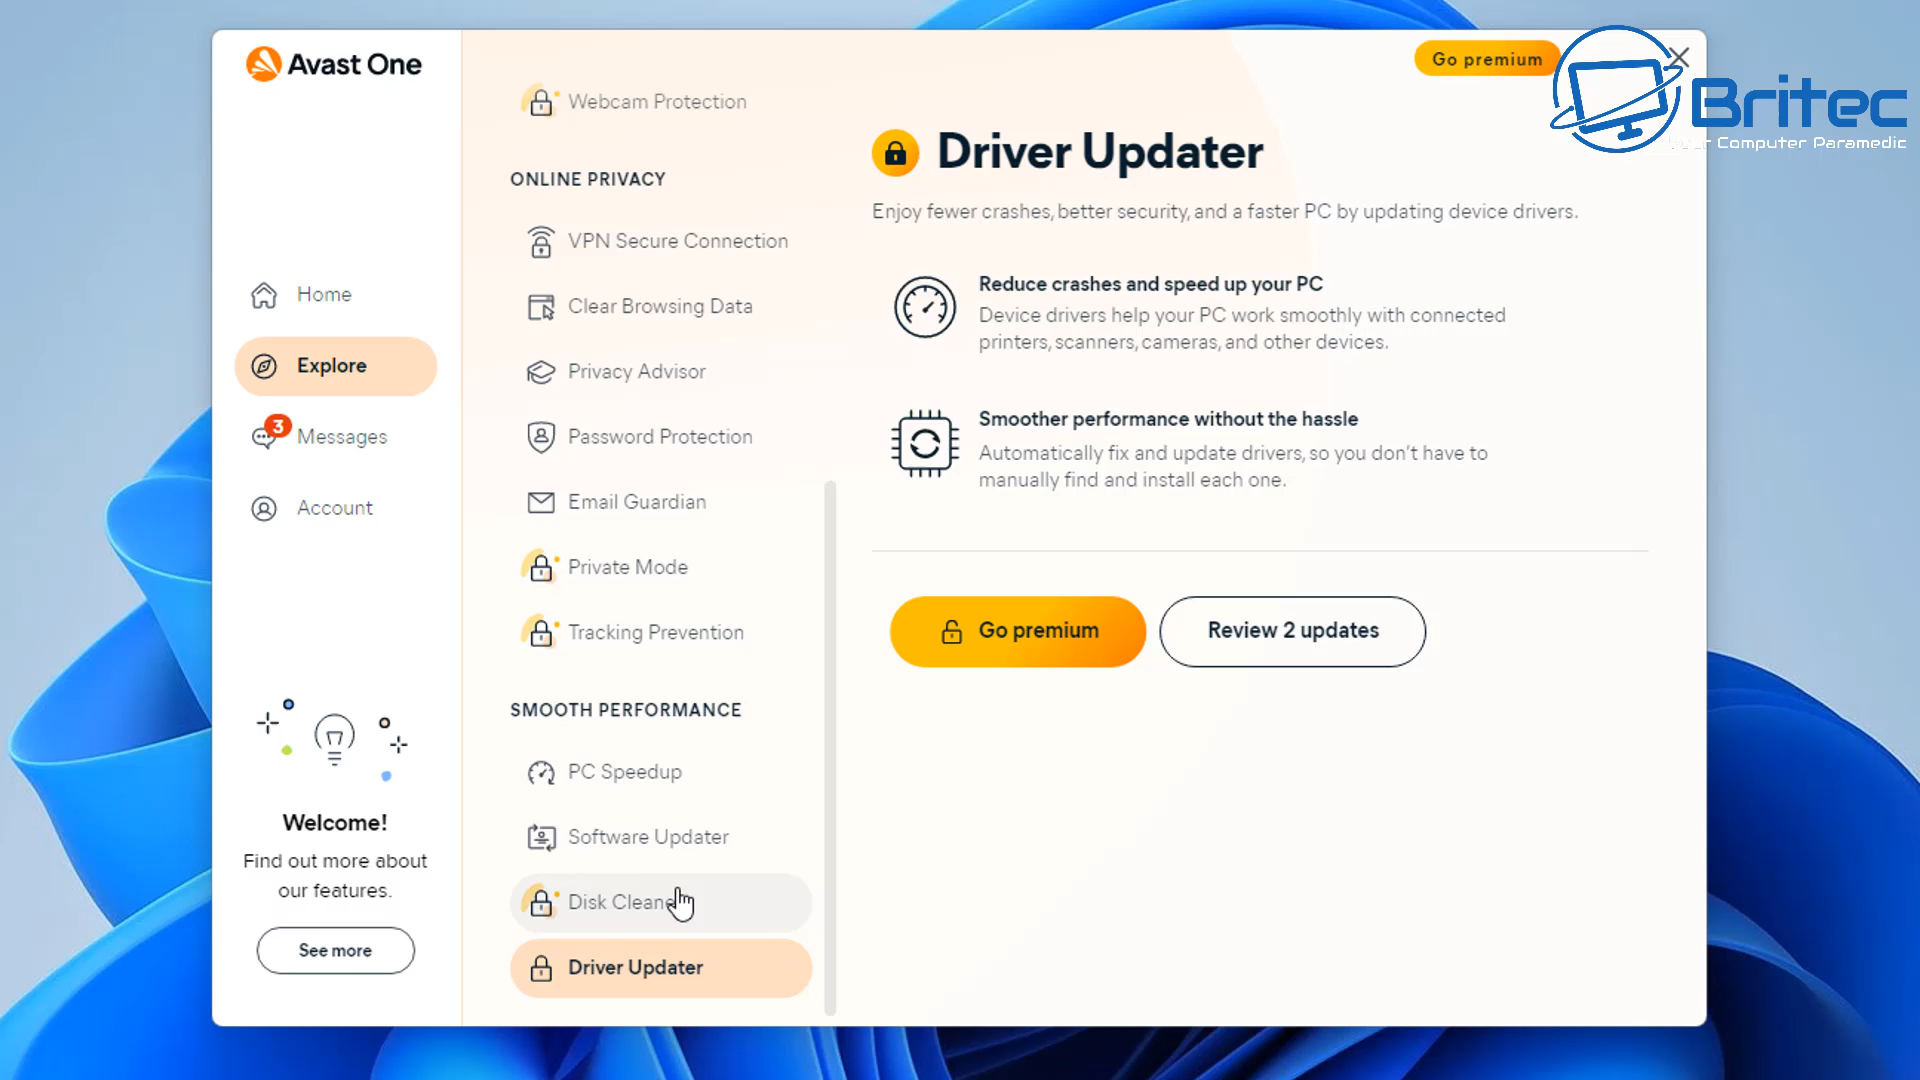 Avast One
Home
Explore
3
Messages
Account
Welcome!
Find out more about
our features.
See more
Webcam Protection
ONLINE PRIVACY
VPN Secure Connection
Clear Browsing Data
Privacy Advisor
Password Protection
Email Guardian
Private Mode
Tracking Prevention
SMOOTH PERFORMANCE
PC Speedup
Software Updater
Disk Cleane
Driver Updater
Go premium
Britec
Your Computer Paramedic
Driver Updater
Enjoy fewer crashes, better security, and a faster PC by updating device drivers.
Reduce crashes and speed up your PC
Device drivers help your PC work smoothly with connected
printers, scanners, cameras, and other devices.
Smoother performance without the hassle
Automatically fix and update drivers, so you don't have to
manually find and install each one.
Go premium
Review 2 updates